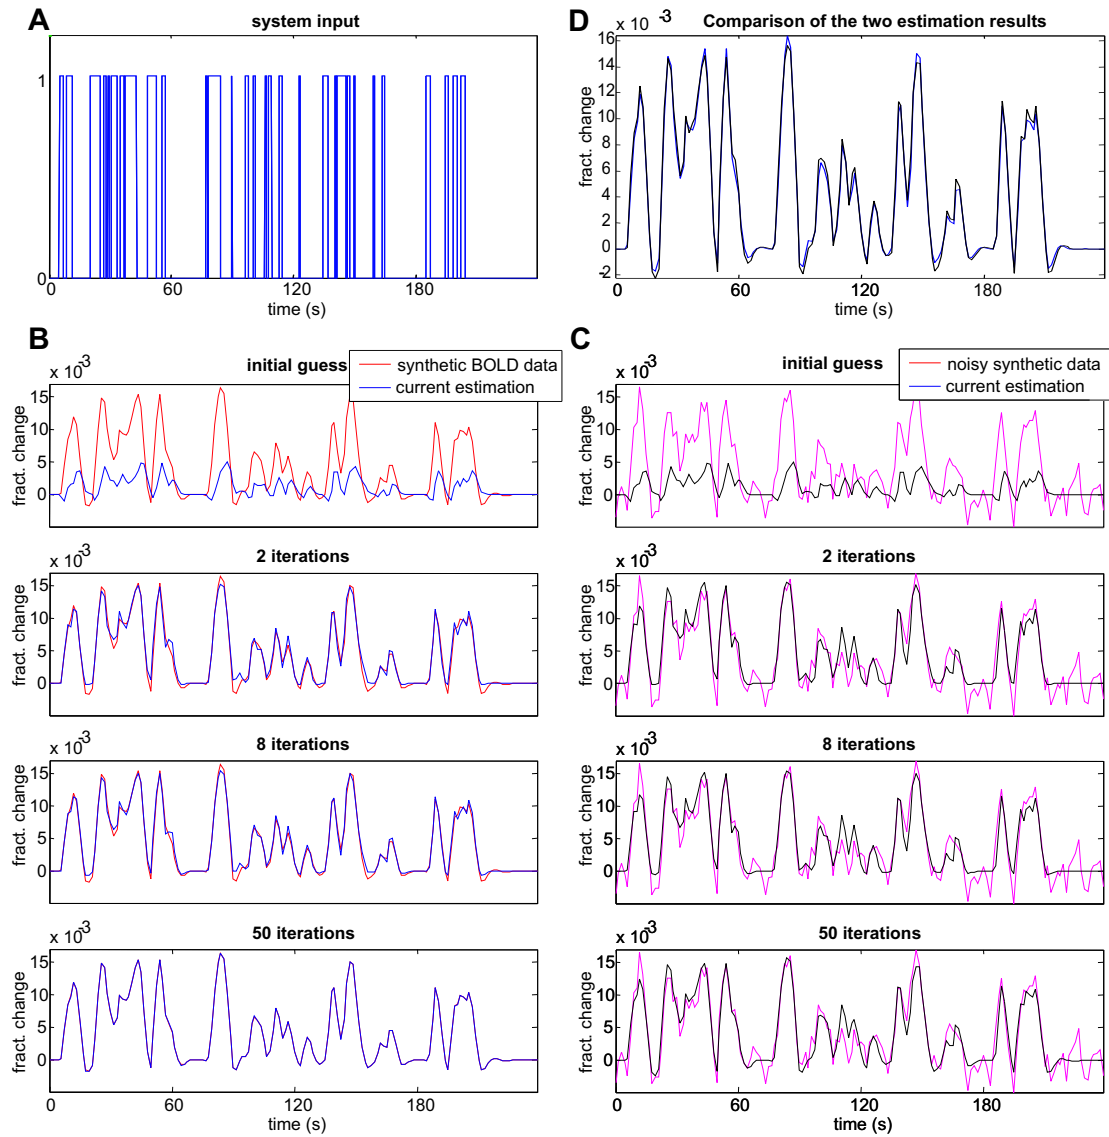 A
system input
1
0
0
60
120
180
time (s)
D
Comparison of the two estimation results
x 10 -3
16
14
12
10
8
6
4
2
0
-2
fract. change
0
60
120
180
time (s)
B
initial guess
x 10 -3
synthetic BOLD data
current estimation
15
10
5
0
fract. change
2 iterations
x 10 -3
15
10
5
0
fract. change
8 iterations
x 10 -3
15
10
5
0
fract. change
50 iterations
x 10 -3
15
10
5
0
fract. change
0
60
120
180
time (s)
C
initial guess
x 10 -3
noisy synthetic data
current estimation
15
10
5
0
fract. change
2 iterations
x 10 -3
15
10
5
0
fract. change
8 iterations
x 10 -3
15
10
5
0
fract. change
50 iterations
x 10 -3
15
10
5
0
fract. change
0
60
120
180
time (s)